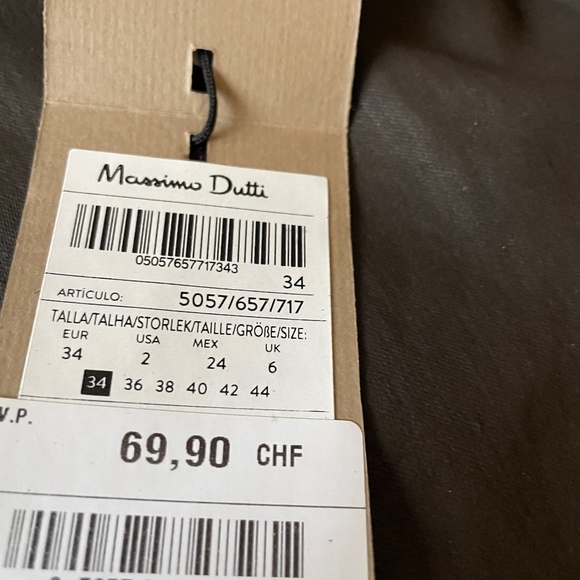 Massimo Dutti
05057657717343
34
ARTÍCULO: 5057/657/717
TALLA/TALHA/STORLEK/TAILLE/GRÖßE/SIZE:
EUR USA MEX UK
34 2 24 6
34 36 38 40 42 44
V.P.
69,90 CHF